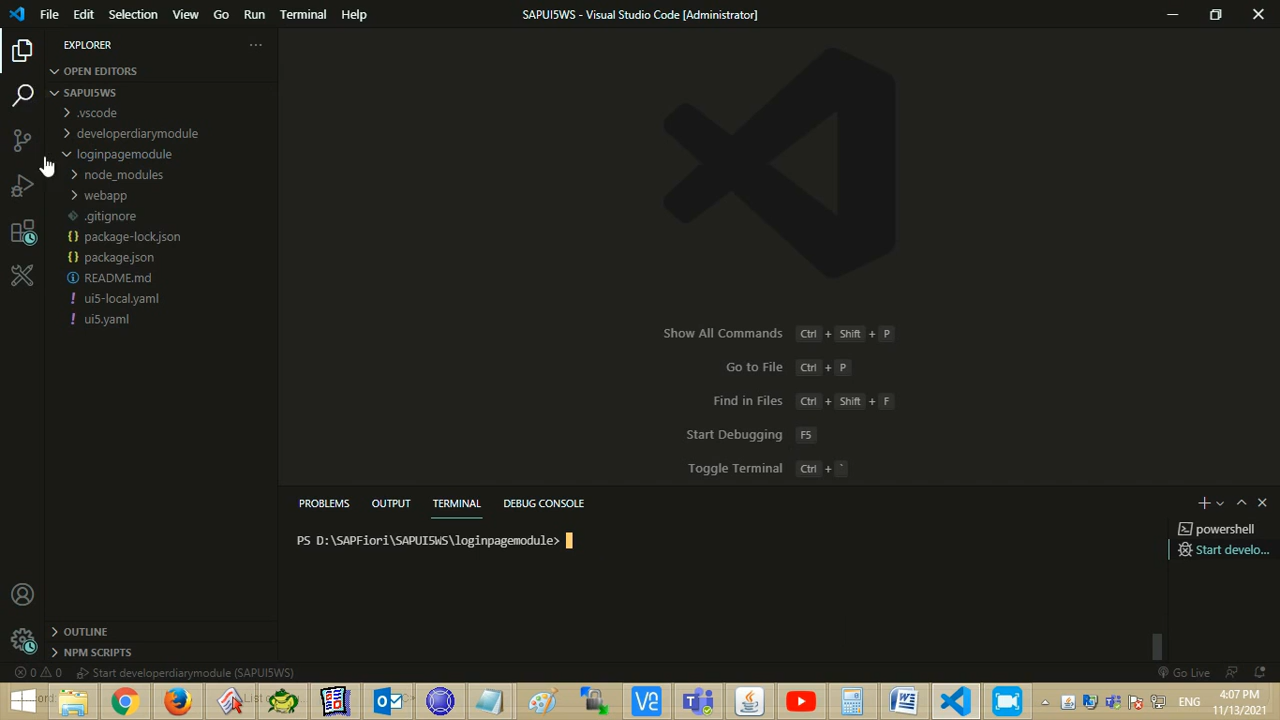 File Edit Selection View Go Run Terminal Help
SAPUI5WS - Visual Studio Code [Administrator]
EXPLORER
OPEN EDITORS
SAPUI5WS
.vscode
developerdiarymodule
loginpagemodule
node_modules
webapp
.gitignore
package-lock.json
package.json
README.md
ui5-local.yaml
ui5.yaml
Show All Commands Ctrl + Shift + P
Go to File Ctrl + P
Find in Files Ctrl + Shift + F
Start Debugging F5
Toggle Terminal Ctrl + `
PROBLEMS OUTPUT TERMINAL DEBUG CONSOLE
PS D:\SAPFiori\SAPUI5WS\loginpagemodule>
powershell
Start develo...
OUTLINE
NPM SCRIPTS
0 0 Start developerdiarymodule (SAPUI5WS)
Go Live
ENG
4:07 PM
11/13/2021